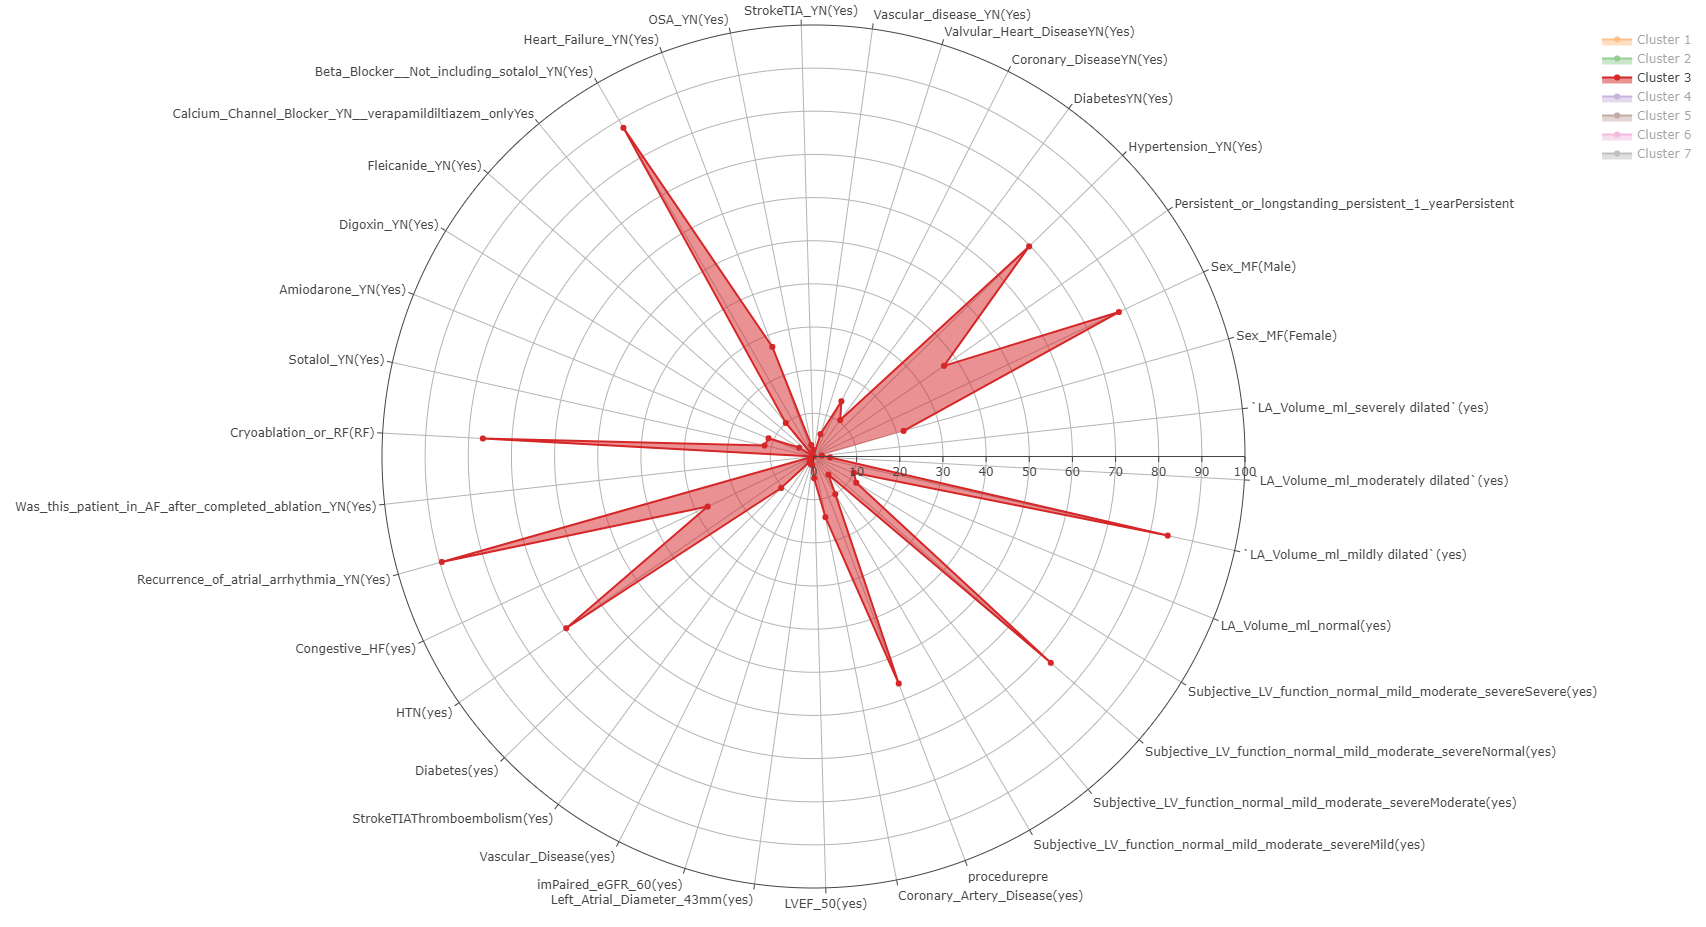 StrokeTIA_YN(Yes)
Vascular_disease_YN(Yes)
OSA_YN(Yes)
Valvular_Heart_DiseaseYN(Yes)
Heart_Failure_YN(Yes)
Coronary_DiseaseYN(Yes)
Beta_Blocker__Not_including_sotalol_YN(Yes)
DiabetesYN(Yes)
Calcium_Channel_Blocker_YN__verapamildiltiazem_onlyYes
Hypertension_YN(Yes)
Fleicanide_YN(Yes)
Persistent_or_longstanding_persistent_1_yearPersistent
Digoxin_YN(Yes)
Sex_MF(Male)
Amiodarone_YN(Yes)
Sex_MF(Female)
Sotalol_YN(Yes)
`LA_Volume_ml_severely dilated`(yes)
Cryoablation_or_RF(RF)
0 10 20 30 40 50 60 70 80 90 100
LA_Volume_ml_moderately dilated`(yes)
Was_this_patient_in_AF_after_completed_ablation_YN(Yes)
`LA_Volume_ml_mildly dilated`(yes)
Recurrence_of_atrial_arrhythmia_YN(Yes)
LA_Volume_ml_normal(yes)
Congestive_HF(yes)
Subjective_LV_function_normal_mild_moderate_severeSevere(yes)
HTN(yes)
Subjective_LV_function_normal_mild_moderate_severeNormal(yes)
Diabetes(yes)
Subjective_LV_function_normal_mild_moderate_severeModerate(yes)
StrokeTIAThromboembolism(Yes)
Subjective_LV_function_normal_mild_moderate_severeMild(yes)
Vascular_Disease(yes)
procedurepre
imPaired_eGFR_60(yes)
Coronary_Artery_Disease(yes)
Left_Atrial_Diameter_43mm(yes)
LVEF_50(yes)
Cluster 1
Cluster 2
Cluster 3
Cluster 4
Cluster 5
Cluster 6
Cluster 7